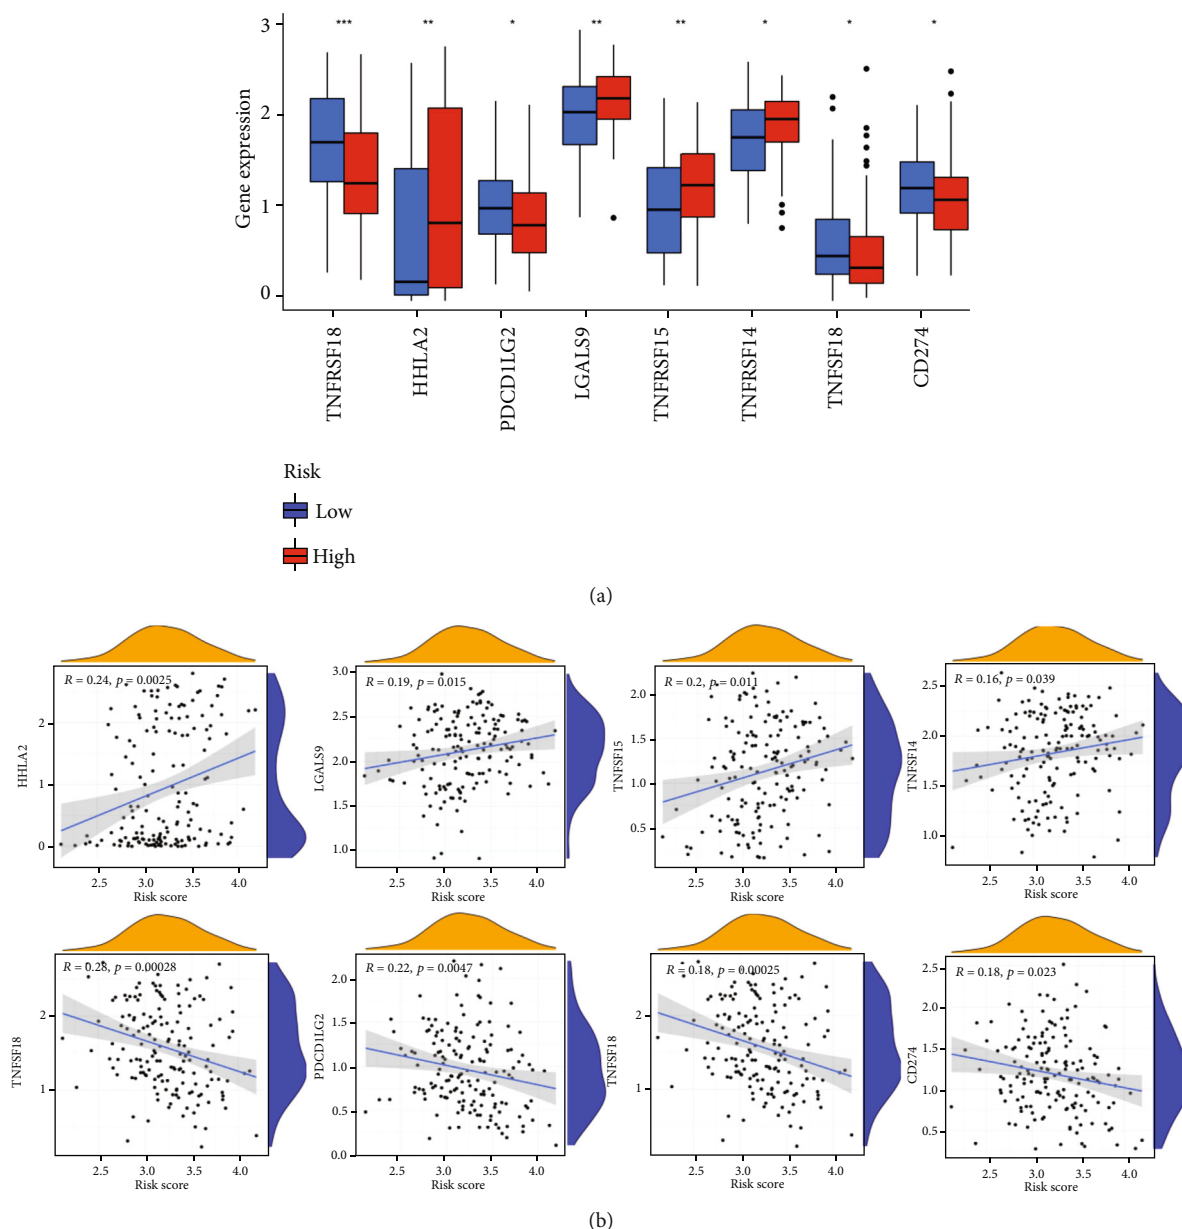 *** ** * ** ** * * *
3
2
1
0
Gene expression
TNFRSF18
HHLA2
PDCD1LG2
LGALS9
TNFRSF15
TNFRSF14
TNFSF18
CD274
Risk
Low
High
(a)
R = 0.24, p = 0.0025
HHLA2
2
1
0
2.5 3.0 3.5 4.0
Risk score
R = 0.19, p = 0.015
LGALS9
3.0
2.5
2.0
1.5
1.0
2.5 3.0 3.5 4.0
Risk score
R = 0.2, p = 0.011
TNFSF15
2.0
1.5
1.0
0.5
2.5 3.0 3.5 4.0
Risk score
R = 0.16, p = 0.039
TNFSF14
2.5
2.0
1.5
1.0
2.5 3.0 3.5 4.0
Risk score
R = 0.28, p = 0.00028
TNFSF18
2
1
2.5 3.0 3.5 4.0
Risk score
R = 0.22, p = 0.0047
PDCD1LG2
2.0
1.5
1.0
0.5
0.0
2.5 3.0 3.5 4.0
Risk score
R = 0.18, p = 0.00025
TNFSF18
2
1
2.5 3.0 3.5 4.0
Risk score
R = 0.18, p = 0.023
CD274
2.5
2.0
1.5
1.0
0.5
2.5 3.0 3.5 4.0
Risk score
(b)